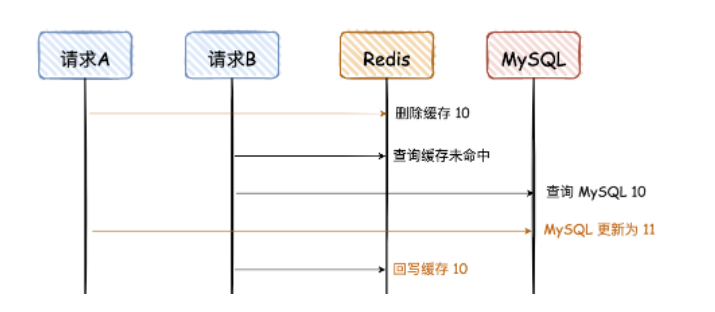 请求A
请求B
Redis
MySQL
删除缓存 10
查询缓存未命中
查询 MySQL 10
MySQL 更新为 11
回写缓存 10